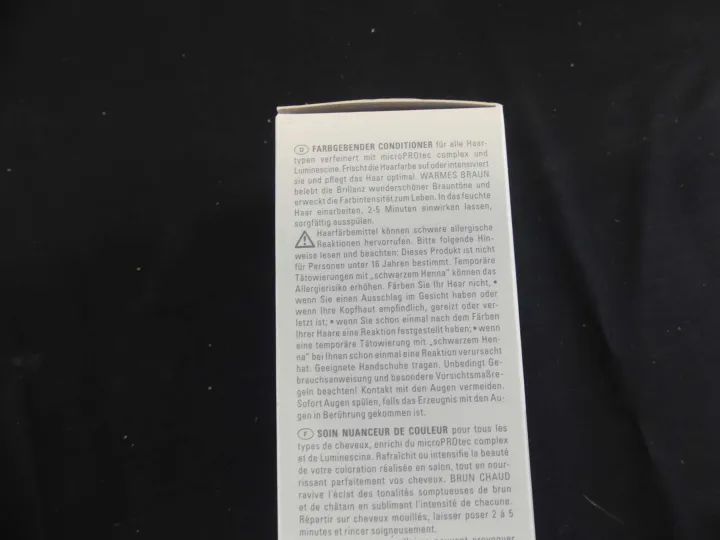 D FARBGEBENDER CONDITIONER für alle Haar-
typen verfeinert mit microPROtec complex und
Luminescine. Frischt die Haarfarbe auf oder intensiviert
sie und pflegt das Haar optimal. WARMES BRAUN
belebt die Brillanz wunderschöner Brauntöne und
erweckt die Farbintensität zum Leben. In das feuchte
Haar einarbeiten, 2-5 Minuten einwirken lassen,
sorgfältig ausspülen.
Haarfärbemittel können schwere allergische
Reaktionen hervorrufen. Bitte folgende Hin-
weise lesen und beachten: Dieses Produkt ist nicht
für Personen unter 16 Jahren bestimmt. Temporäre
Tätowierungen mit „schwarzem Henna" können das
Allergierisiko erhöhen. Färben Sie Ihr Haar nicht, •
wenn Sie einen Ausschlag im Gesicht haben oder
wenn Ihre Kopfhaut empfindlich, gereizt oder ver-
letzt ist; • wenn Sie schon einmal nach dem Färben
Ihrer Haare eine Reaktion festgestellt haben; • wenn
eine temporäre Tätowierung mit „schwarzem Hen-
na" bei Ihnen schon einmal eine Reaktion verursacht
hat. Geeignete Handschuhe tragen. Unbedingt Ge-
brauchsanweisung und besondere Vorsichtsmaßre-
geln beachten! Kontakt mit den Augen vermeiden.
Sofort Augen spülen, falls das Erzeugnis mit den Au-
gen in Berührung gekommen ist.
F SOIN NUANCEUR DE COULEUR pour tous les
types de cheveux, enrichi du microPROtec complex
et de Luminescine. Rafraîchit ou intensifie la beauté
de votre coloration réalisée en salon, tout en nour-
rissant parfaitement vos cheveux. BRUN CHAUD
ravive l'éclat des tonalités somptueuses de brun
et de châtain en sublimant l'intensité de chacune.
Répartir sur cheveux mouillés, laisser poser 2 à 5
minutes et rincer soigneusement.